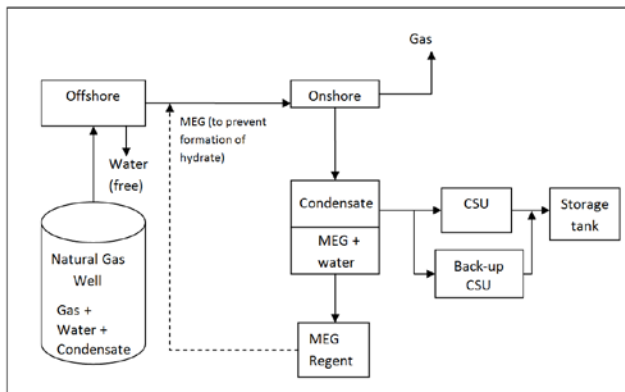 Gas
Offshore
Onshore
MEG (to prevent
formation of
hydrate)
Water
(free)
Condensate
MEG +
water
CSU
Storage
tank
Back-up
CSU
Natural Gas
Well
Gas +
Water +
Condensate
MEG
Regent